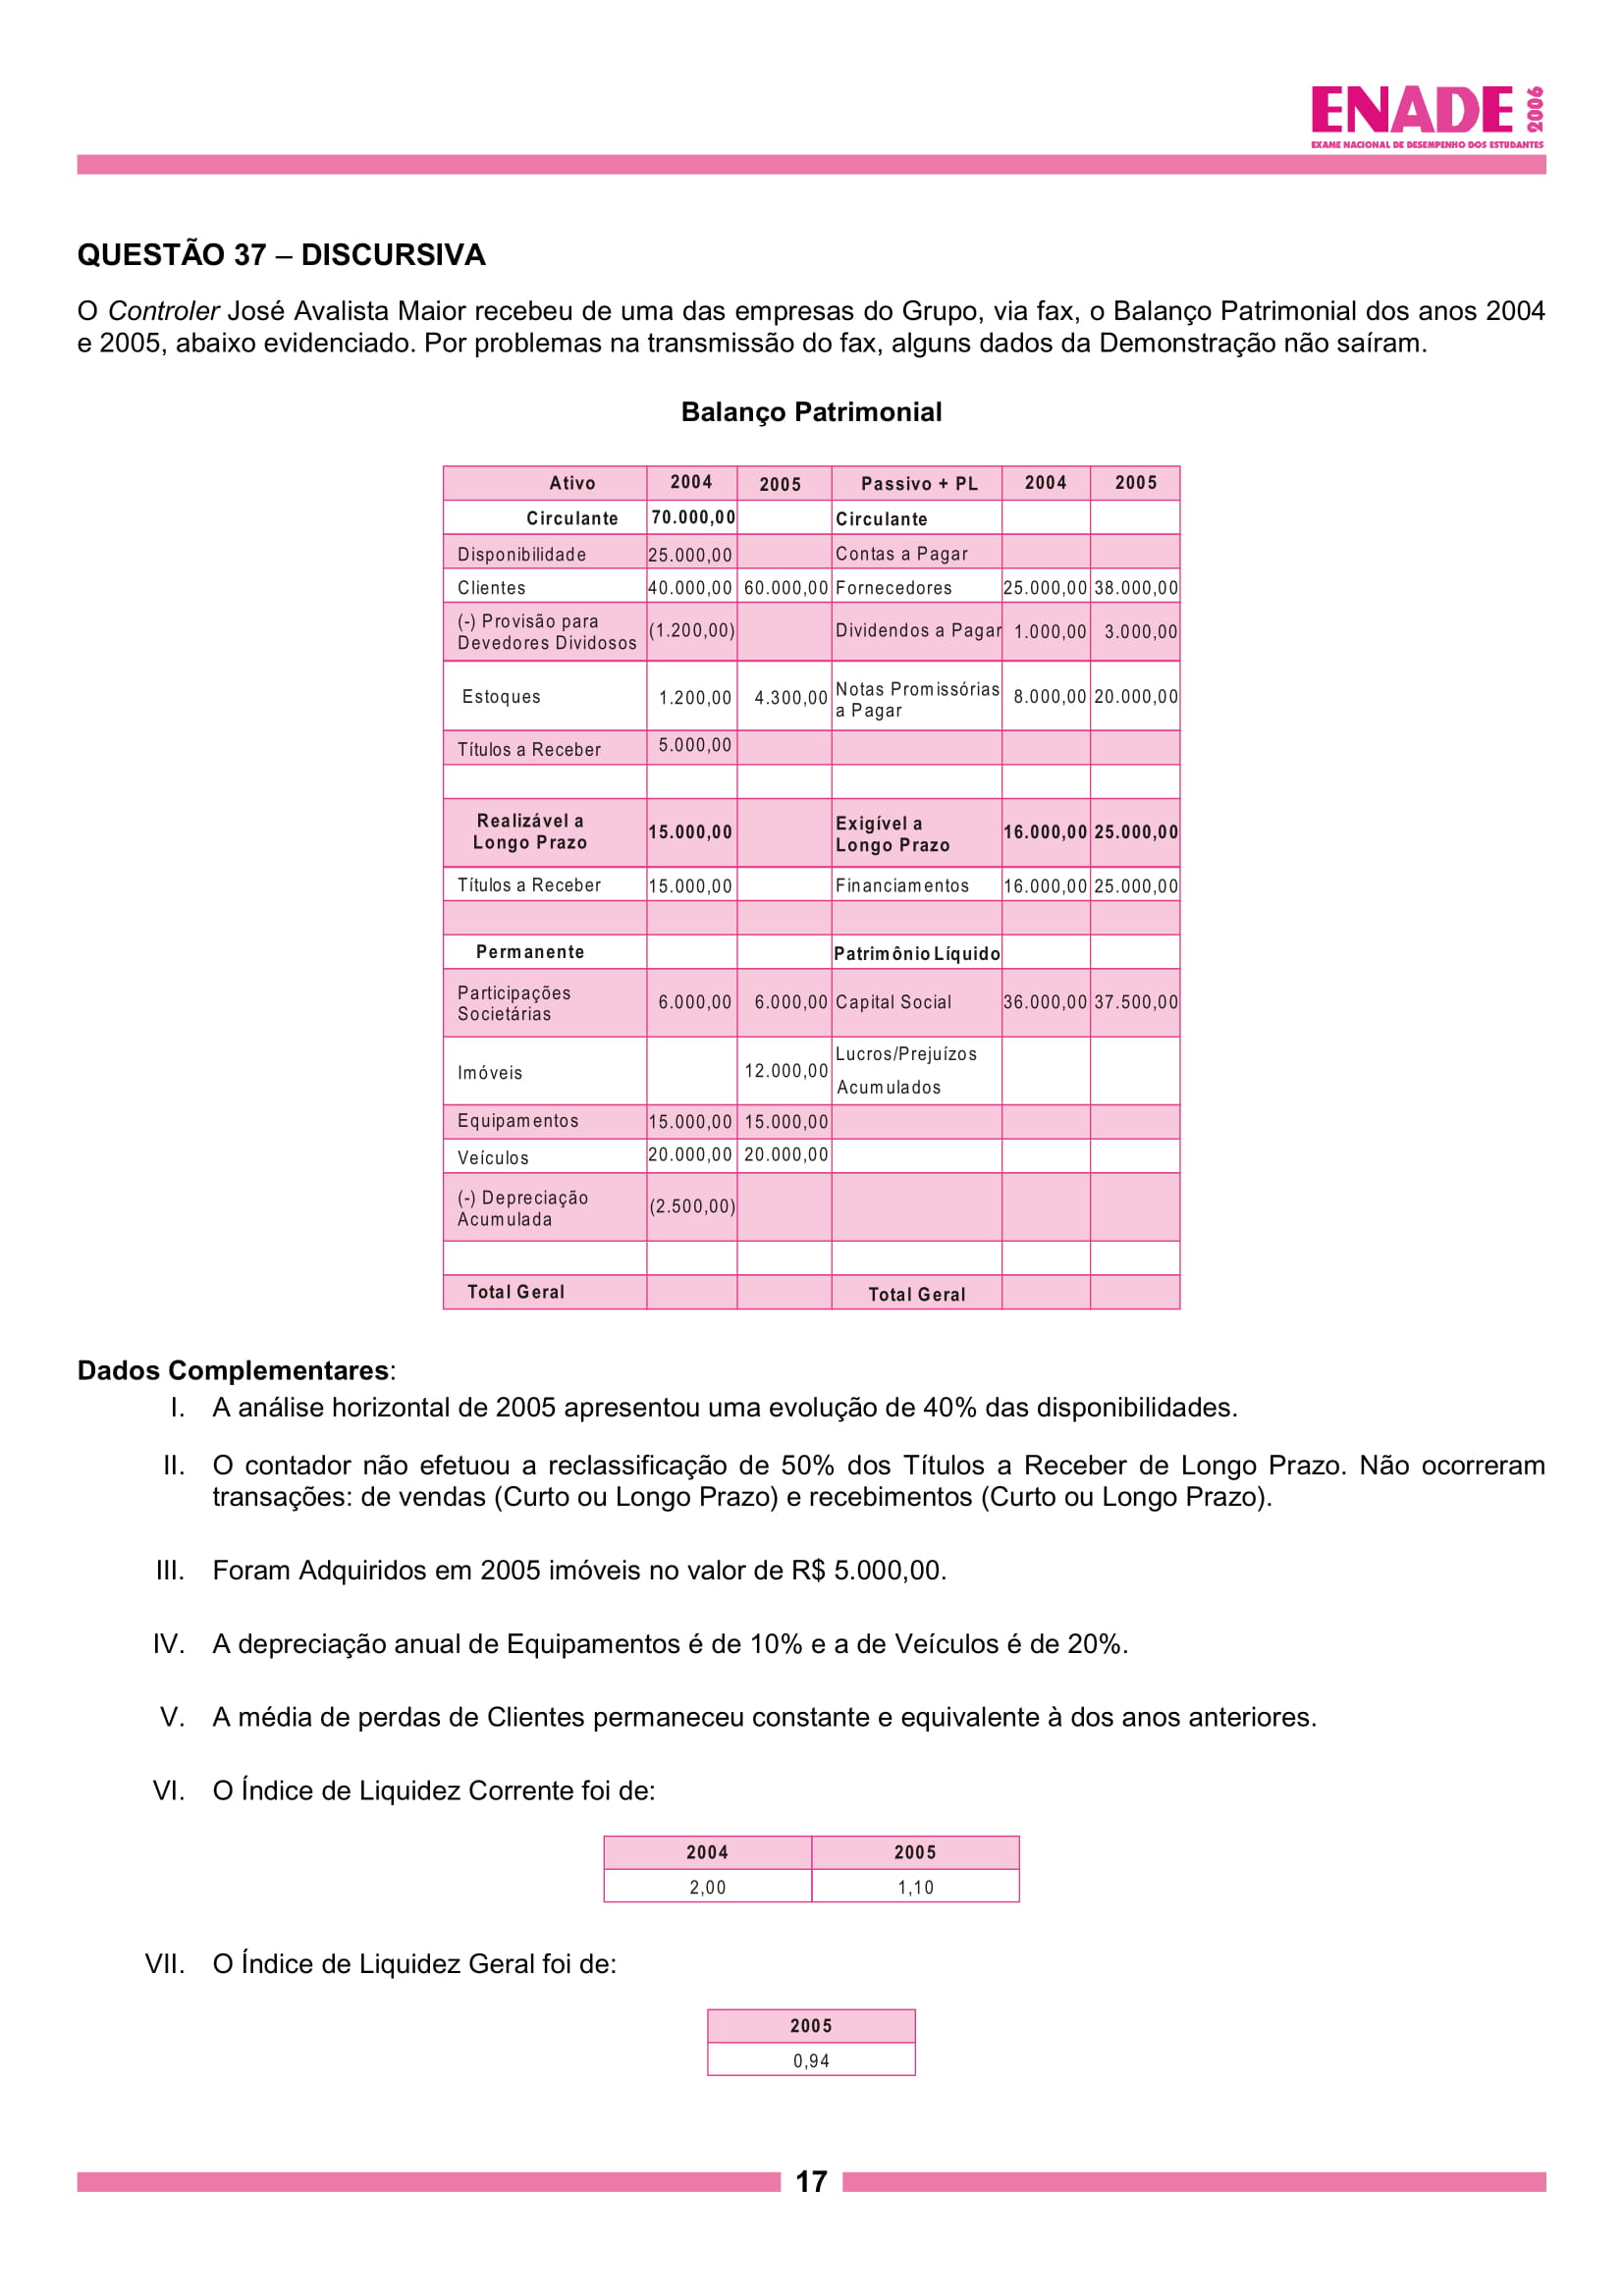 ENADE 2006
EXAME NACIONAL DE DESEMPENHO DOS ESTUDANTES
QUESTÃO 37 – DISCURSIVA
O Controler José Avalista Maior recebeu de uma das empresas do Grupo, via fax, o Balanço Patrimonial dos anos 2004
e 2005, abaixo evidenciado. Por problemas na transmissão do fax, alguns dados da Demonstração não saíram.
Balanço Patrimonial
Ativo 2004 2005 Passivo + PL 2004 2005
Circulante 70.000,00 Circulante
Disponibilidade 25.000,00 Contas a Pagar
Clientes 40.000,00 60.000,00 Fornecedores 25.000,00 38.000,00
(-) Provisão para
Devedores Dividosos (1.200,00) Dividendos a Pagar 1.000,00 3.000,00
Estoques 1.200,00 4.300,00 Notas Promissórias
a Pagar 8.000,00 20.000,00
Títulos a Receber 5.000,00
Realizável a
Longo Prazo 15.000,00 Exigível a
Longo Prazo 16.000,00 25.000,00
Títulos a Receber 15.000,00 Financiamentos 16.000,00 25.000,00
Permanente Patrimônio Líquido
Participações
Societárias 6.000,00 6.000,00 Capital Social 36.000,00 37.500,00
Imóveis 12.000,00 Lucros/Prejuízos
Acumulados
Equipamentos 15.000,00 15.000,00
Veículos 20.000,00 20.000,00
(-) Depreciação
Acumulada (2.500,00)
Total Geral Total Geral
Dados Complementares:
I. A análise horizontal de 2005 apresentou uma evolução de 40% das disponibilidades.
II. O contador não efetuou a reclassificação de 50% dos Títulos a Receber de Longo Prazo. Não ocorreram
transações: de vendas (Curto ou Longo Prazo) e recebimentos (Curto ou Longo Prazo).
III. Foram Adquiridos em 2005 imóveis no valor de R$ 5.000,00.
IV. A depreciação anual de Equipamentos é de 10% e a de Veículos é de 20%.
V. A média de perdas de Clientes permaneceu constante e equivalente à dos anos anteriores.
VI. O Índice de Liquidez Corrente foi de:
2004 2005
2,00 1,10
VII. O Índice de Liquidez Geral foi de:
2005
0,94
17